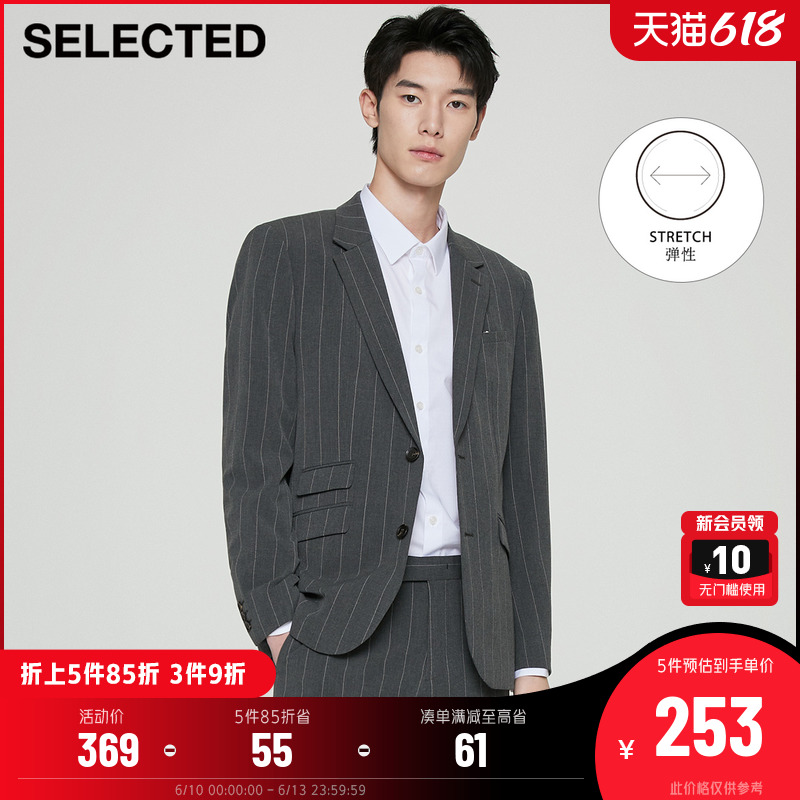 SELECTED
天猫618
STRETCH
弹性
新会员领
¥10
无门槛使用
折上5件85折 3件9折
5件预估到手单价
¥ 253
此价格仅供参考
活动价 5件85折省 凑单满减至高省
369 - 55 - 61
6/10 00:00:00 - 6/13 23:59:59